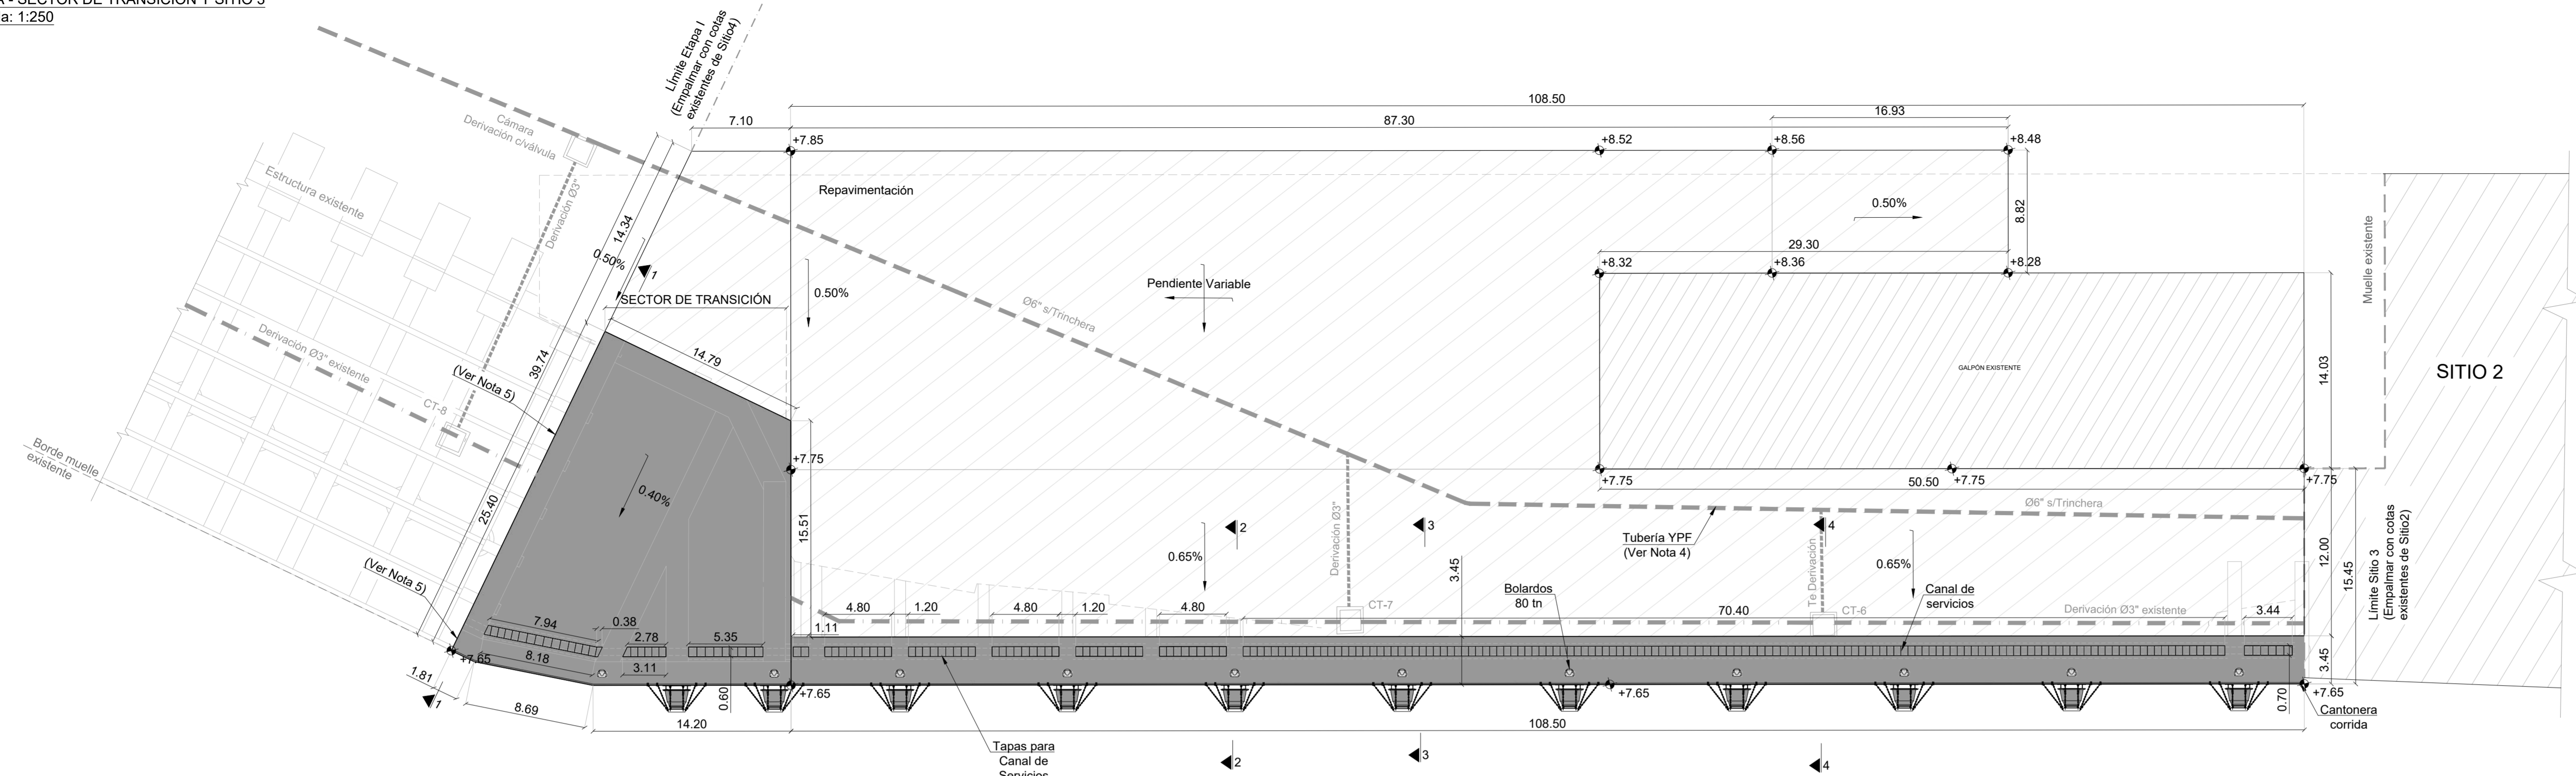 A - SECTOR DE TRANSICIÓN Y SITIO 3
a: 1:250
Límite Etapa I
(Empalmar con cotas
existentes de Sitio4)
108.50
16.93
7.10
87.30
+7.85
+8.52
+8.56
+8.48
Cámara
Derivación c/válvula
Estructura existente
Derivación Ø3"
Repavimentación
14.34
0.50%
1
0.50%
8.82
29.30
+8.32
+8.36
+8.28
SECTOR DE TRANSICIÓN
0.50%
Pendiente Variable
Ø6" s/Trinchera
Muelle existente
Derivación Ø3" existente
14.79
39.74
(Ver Nota 5)
CT-8
GALPÓN EXISTENTE
14.03
SITIO 2
Borde muelle
existente
0.40%
+7.75
+7.75
+7.75
+7.75
50.50
25.40
15.51
Ø6" s/Trinchera
2
3
4
Derivación Ø3"
Tubería YPF
(Ver Nota 4)
Te Derivación
0.65%
0.65%
12.00
15.45
Límite Sitio 3
(Empalmar con cotas
existentes de Sitio2)
(Ver Nota 5)
3.45
Bolardos
80 tn
Canal de
servicios
4.80
1.20
4.80
1.20
4.80
CT-7
70.40
CT-6
Derivación Ø3" existente
3.44
7.94
0.38
2.78
5.35
1.11
+7.65
8.18
3.11
0.60
3.45
0.70
1.81
1
+7.65
+7.65
+7.65
8.69
14.20
108.50
Cantonera
corrida
Tapas para
Canal de
Servicios
2
3
4